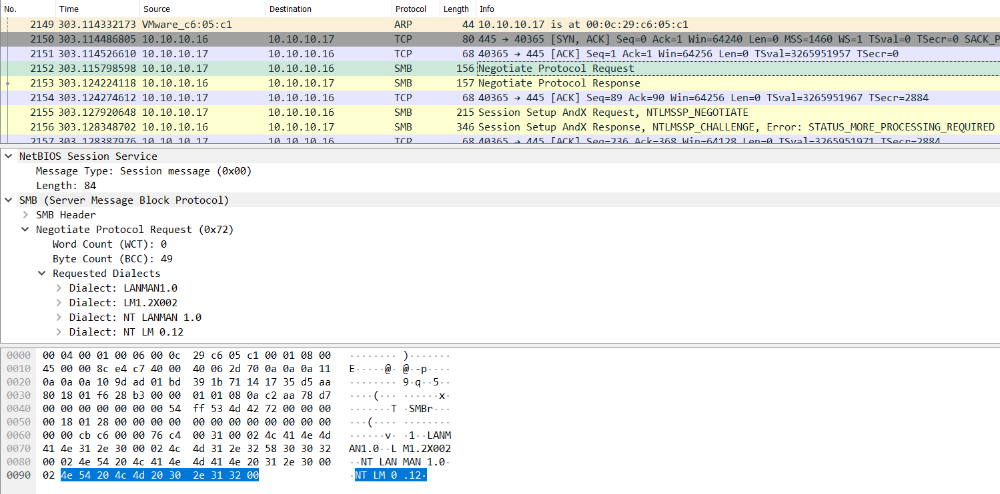 No. Time Source Destination Protocol Length Info
2149 303.114332173 VMware_c6:05:c1 ARP 44 10.10.10.17 is at 00:0c:29:c6:05:c1
2150 303.114486805 10.10.10.16 10.10.10.17 TCP 80 445 → 40365 [SYN, ACK] Seq=0 Ack=1 Win=64240 Len=0 MSS=1460 WS=1 TSval=0 TSecr=0 SACK_P
2151 303.114526610 10.10.10.17 10.10.10.16 TCP 68 40365 → 445 [ACK] Seq=1 Ack=1 Win=64256 Len=0 TSval=3265951957 TSecr=0
2152 303.115798598 10.10.10.17 10.10.10.16 SMB 156 Negotiate Protocol Request
2153 303.124224118 10.10.10.16 10.10.10.17 SMB 157 Negotiate Protocol Response
2154 303.124274612 10.10.10.17 10.10.10.16 TCP 68 40365 → 445 [ACK] Seq=89 Ack=90 Win=64256 Len=0 TSval=3265951967 TSecr=2884
2155 303.127920648 10.10.10.17 10.10.10.16 SMB 215 Session Setup AndX Request, NTLMSSP_NEGOTIATE
2156 303.128348702 10.10.10.16 10.10.10.17 SMB 346 Session Setup AndX Response, NTLMSSP_CHALLENGE, Error: STATUS_MORE_PROCESSING_REQUIRED
2157 303.128387976 10.10.10.17 10.10.10.16 TCP 68 40365 → 445 [ACK] Seq=236 Ack=368 Win=64128 Len=0 TSval=3265951971 TSecr=2884
NetBIOS Session Service
Message Type: Session message (0x00)
Length: 84
SMB (Server Message Block Protocol)
SMB Header
Negotiate Protocol Request (0x72)
Word Count (WCT): 0
Byte Count (BCC): 49
Requested Dialects
Dialect: LANMAN1.0
Dialect: LM1.2X002
Dialect: NT LANMAN 1.0
Dialect: NT LM 0.12
0000 00 04 00 01 00 06 00 0c 29 c6 05 c1 00 01 08 00 ········ )·······
0010 45 00 00 8c e4 c7 40 00 40 06 2d 70 0a 0a 0a 11 E·····@· @·-p····
0020 0a 0a 0a 10 9d ad 01 bd 39 1b 71 14 17 35 d5 aa ········ 9·q··5··
0030 80 18 01 f6 28 b3 00 00 01 01 08 0a c2 aa 78 d7 ····(··· ······x·
0040 00 00 00 00 00 00 00 54 ff 53 4d 42 72 00 00 00 ·······T ·SMBr···
0050 00 18 01 28 00 00 00 00 00 00 00 00 00 00 00 00 ···(···· ········
0060 00 00 cb c6 00 00 76 c4 00 31 00 02 4c 41 4e 4d ······v· ·1··LANM
0070 41 4e 31 2e 30 00 02 4c 4d 31 2e 32 58 30 30 32 AN1.0··L M1.2X002
0080 00 02 4e 54 20 4c 41 4e 4d 41 4e 20 31 2e 30 00 ··NT LAN MAN 1.0·
0090 02 4e 54 20 4c 4d 20 30 2e 31 32 00 ·NT LM 0 .12·